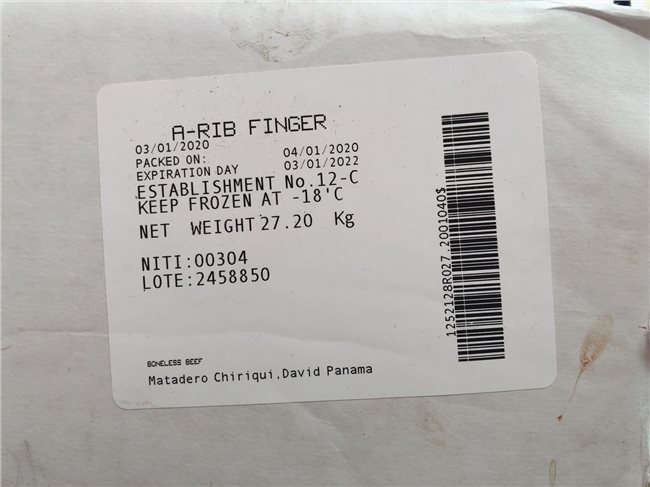 A-RIB FINGER
03/01/2020
PACKED ON: 04/01/2020
EXPIRATION DAY 03/01/2022
ESTABLISHMENT No.12-C
KEEP FROZEN AT -18'C
NET WEIGHT 27.20 Kg
NITI:00304
LOTE:2458850
BONELESS BEEF
Matadero Chiriqui,David Panama
1252128R027.2001040$